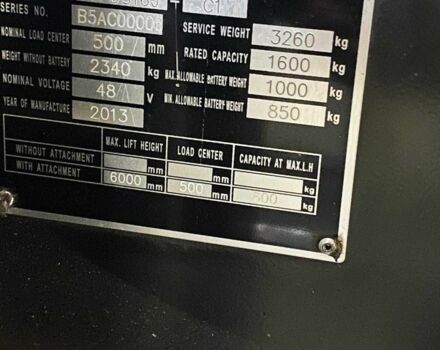 C1
SERIES NO. B5AC0000
SERVICE WEIGHT 3260 kg
NOMINAL LOAD CENTER 500 mm
RATED CAPACITY 1600 kg
WEIGHT WITHOUT BATTERY 2340 kg
MAX.ALLOWABLE BATTERY WEIGHT 1000 kg
NOMINAL VOLTAGE 48 V
MIN.ALLOWABLE BATTERY WEIGHT 850 kg
YEAR OF MANUFACTURE 2013
MAX. LIFT HEIGHT LOAD CENTER CAPACITY AT MAX.L.H
WITHOUT ATTACHMENT mm mm kg
WITH ATTACHMENT 6000 mm 500 mm 800 kg